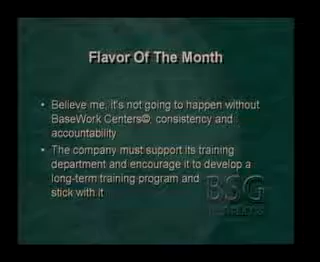 Flavor Of The Month
• Believe me, it's not going to happen without
BaseWork Centers©, consistency and
accountability
• The company must support its training
department and encourage it to develop a
long-term training program and
stick with it
BSG